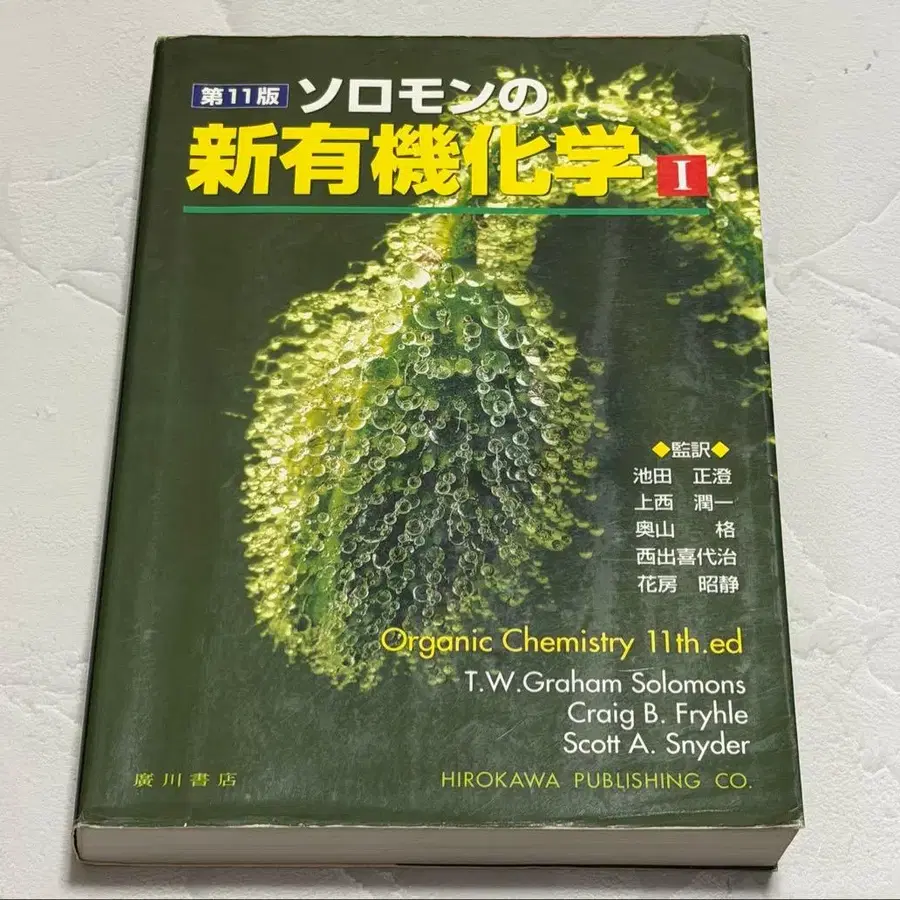 第11版 ソロモンの
新有機化学 I
◆監訳◆
池田 正澄
上西 潤一
奥山 格
西出喜代治
花房 昭静
Organic Chemistry 11th.ed
T.W.Graham Solomons
Craig B. Fryhle
Scott A. Snyder
廣川書店 HIROKAWA PUBLISHING CO.